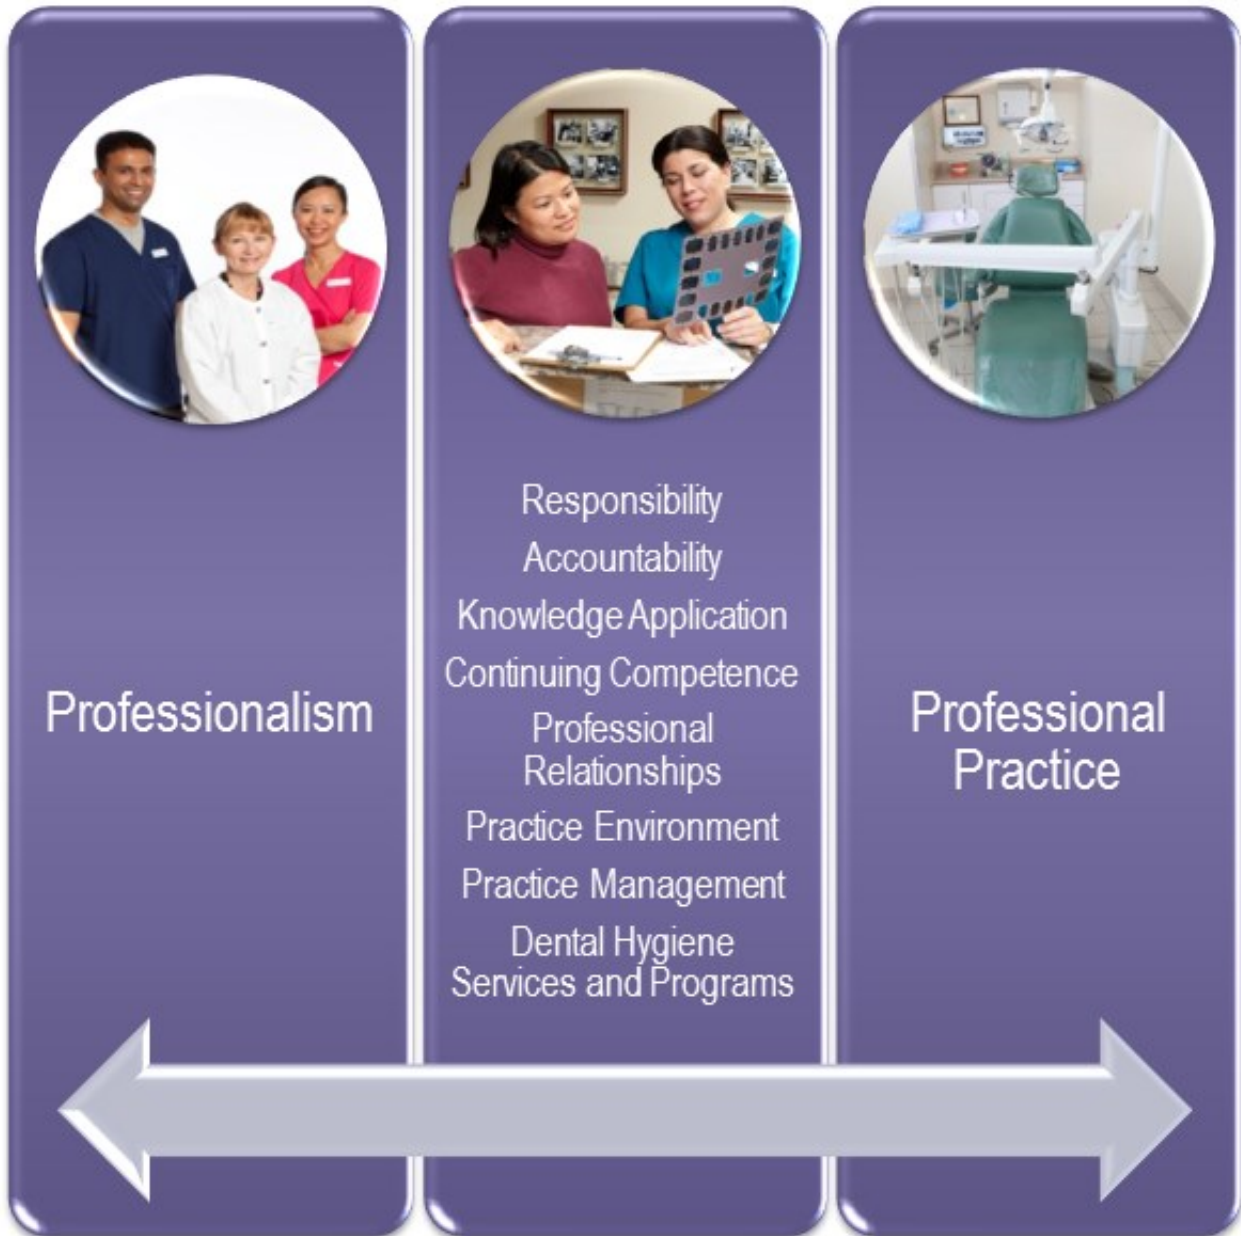 Professionalism
Responsibility
Accountability
Knowledge Application
Continuing Competence
Professional
Relationships
Practice Environment
Practice Management
Dental Hygiene
Services and Programs
Professional
Practice